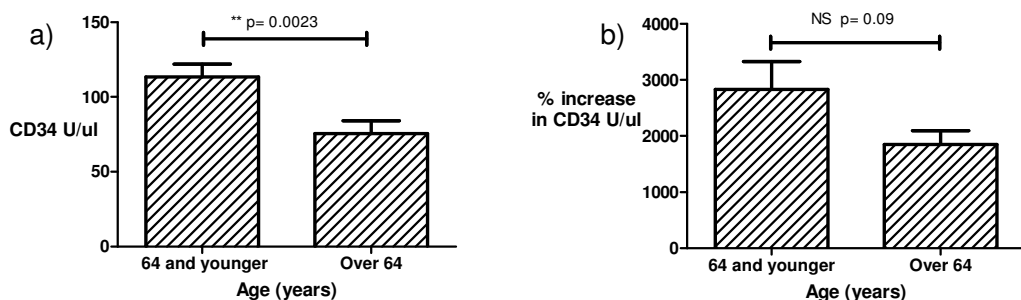 a)
** p= 0.0023
150
100
50
0
CD34 U/ul
64 and younger
Over 64
Age (years)
b)
NS p= 0.09
4000
3000
2000
1000
0
% increase
in CD34 U/ul
64 and younger
Over 64
Age (years)